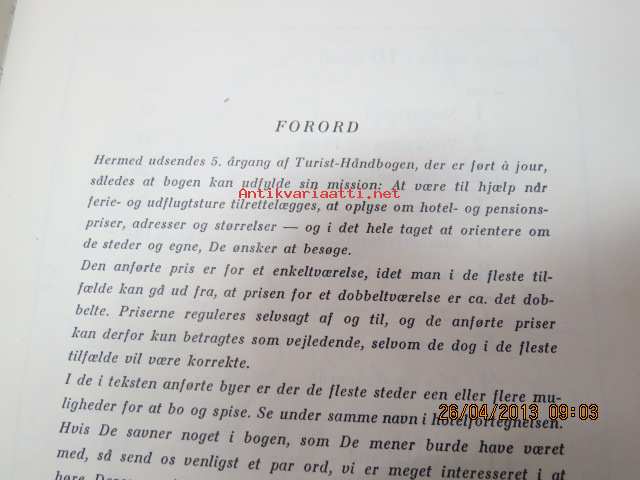 FORORD
Hermed udsendes 5. årgang af Turist-Håndbogen, der er ført à jour,
således at bogen kan udfylde sin mission: At være til hjælp når
Antikvariaatti.net
ferie- og udflugtsture tilrettelægges, at oplyse om hotel- og pensions-
priser, adresser og størrelser — og i det hele taget at orientere om
de steder og egne, De ønsker at besøge.
Den anførte pris er for et enkeltværelse, idet man i de fleste til-
fælde kan gå ud fra, at prisen for et dobbeltværelse er ca. det dob-
belte. Priserne reguleres selvsagt af og til, og de anførte priser
kan derfor kun betragtes som vejledende, selvom de dog i de fleste
tilfælde vil være korrekte.
I de i teksten anførte byer er der de fleste steder een eller flere mu-
ligheder for at bo og spise. Se under samme navn i hotelfortegnelsen.
26/04/2013 09:03
Hvis De savner noget i bogen, som De mener burde have været
med, så send os venligst et par ord, vi er meget interesseret i at
høre